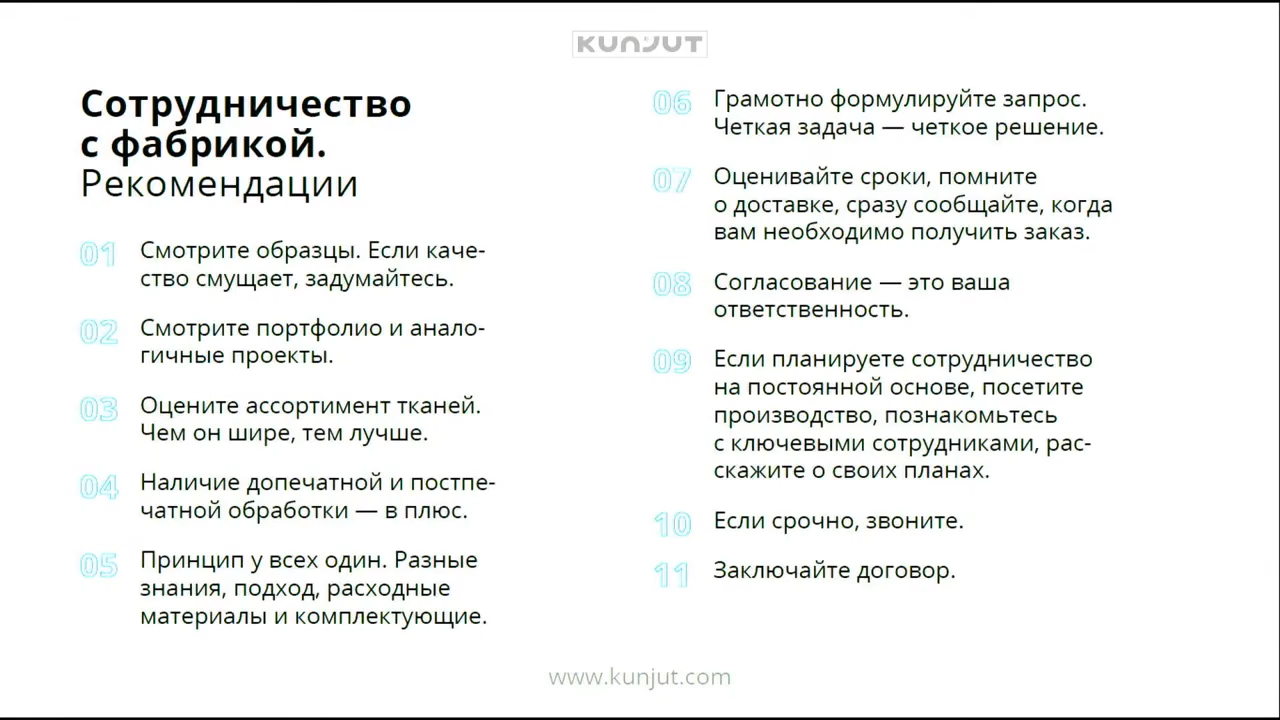 KUNJUT
Сотрудничество
с фабрикой.
Рекомендации
01 Смотрите образцы. Если каче-
ство смущает, задумайтесь.
02 Смотрите портфолио и анало-
гичные проекты.
03 Оцените ассортимент тканей.
Чем он шире, тем лучше.
04 Наличие допечатной и постпе-
чатной обработки — в плюс.
05 Принцип у всех один. Разные
знания, подход, расходные
материалы и комплектующие.
06 Грамотно формулируйте запрос.
Четкая задача — четкое решение.
07 Оценивайте сроки, помните
о доставке, сразу сообщайте, когда
вам необходимо получить заказ.
08 Согласование — это ваша
ответственность.
09 Если планируете сотрудничество
на постоянной основе, посетите
производство, познакомьтесь
с ключевыми сотрудниками, рас-
скажите о своих планах.
10 Если срочно, звоните.
11 Заключайте договор.
www.kunjut.com